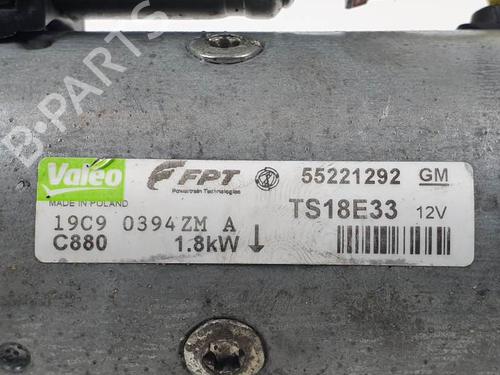 B-PARTS
Valeo FPT 55221292 GM
Powertrain Technologies
MADE IN POLAND
TS18E33 12V
19C9 0394ZM A
C880 1.8kW